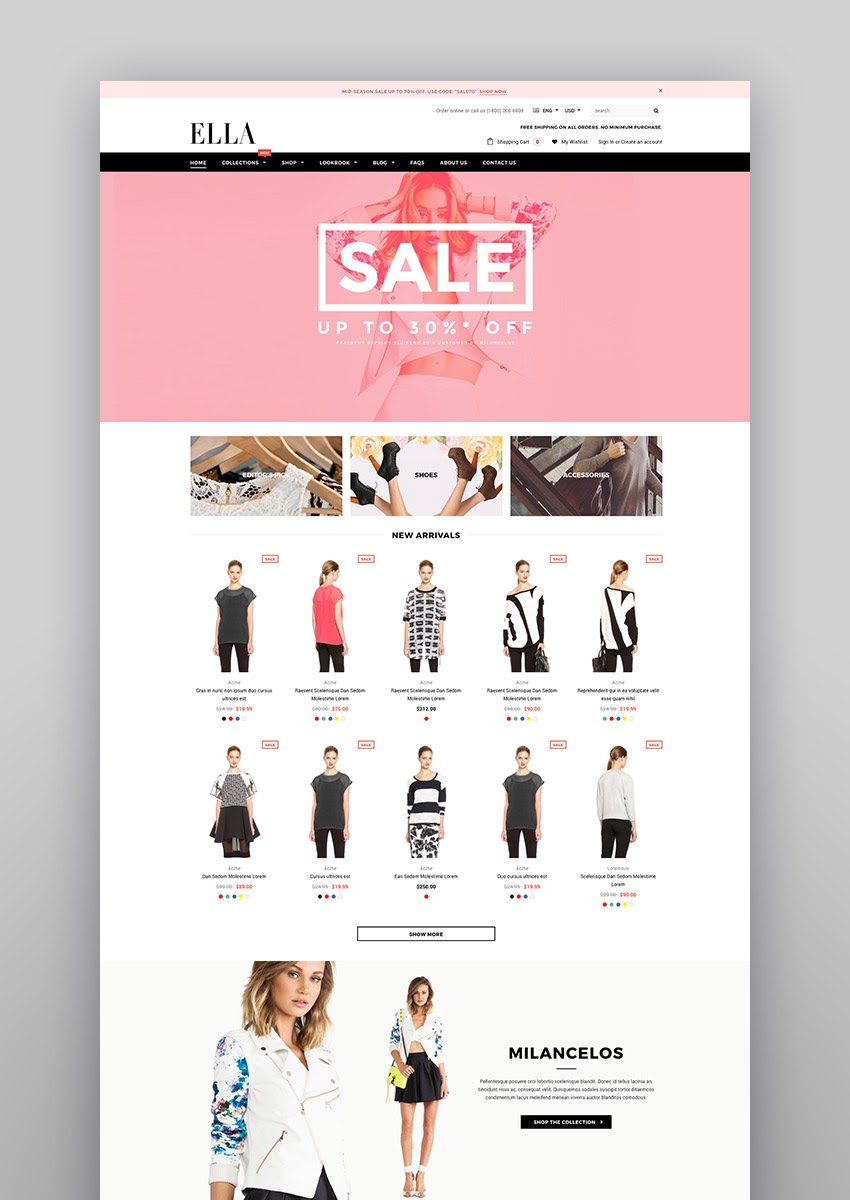 MID-SEASON SALE UP TO 70% OFF. USE CODE: "SALE70". SHOP NOW
×
Order online or call us (1800) 000 8808
ENG
USD
search
ELLA
FREE SHIPPING ON ALL ORDERS. NO MINIMUM PURCHASE.
Shopping Cart 0
My Wishlist
Sign In or Create an account
HOME COLLECTIONS SHOP LOOKBOOK BLOG FAQS ABOUT US CONTACT US
SALE
UP TO 30%* OFF
EDITOR'S PICK
SHOES
ACCESSORIES
NEW ARRIVALS
SALE SALE SALE SALE
DKNY
Acme Acme Acme Acme Acme
Cras in nunc non ipsum duo cursus
ultrices est
$24.99 $19.99
Raesent Scelerisque Dan Sedom
Molestime Lorem
$80.00 $75.00
Raesent Scelerisque Dan Sedom
Molestime Lorem
$212.00
Raesent Scelerisque Dan Sedom
Molestime Lorem
$98.00 $90.00
Reprehenderit qui in ea voluptate velit
esse quam nihil
$24.99 $19.99
SALE SALE SALE SALE
Acme
Dan Sedom Molestime Lorem
$99.00 $89.00
Acme
Cursus ultrices est
$24.99 $19.99
Acme
Ean Sedom Molestime Lorem
$250.00
Acme
Duo cursus ultrices est
$24.99 $19.99
Loremous
Scelerisque Dan Sedom Molestime
Lorem
$99.00 $90.00
SHOW MORE
MILANCELOS
Pellentesque posuere orci lobortis scelerisque blandit. Donec id tellus lacinia an,
tincidunt risus ac, consequat velit. Quisquemos sodales suscipit tortor ditaemcos
condimentum lacus meleifend menean viverra auctor blanditos comodous.
SHOP THE COLLECTION